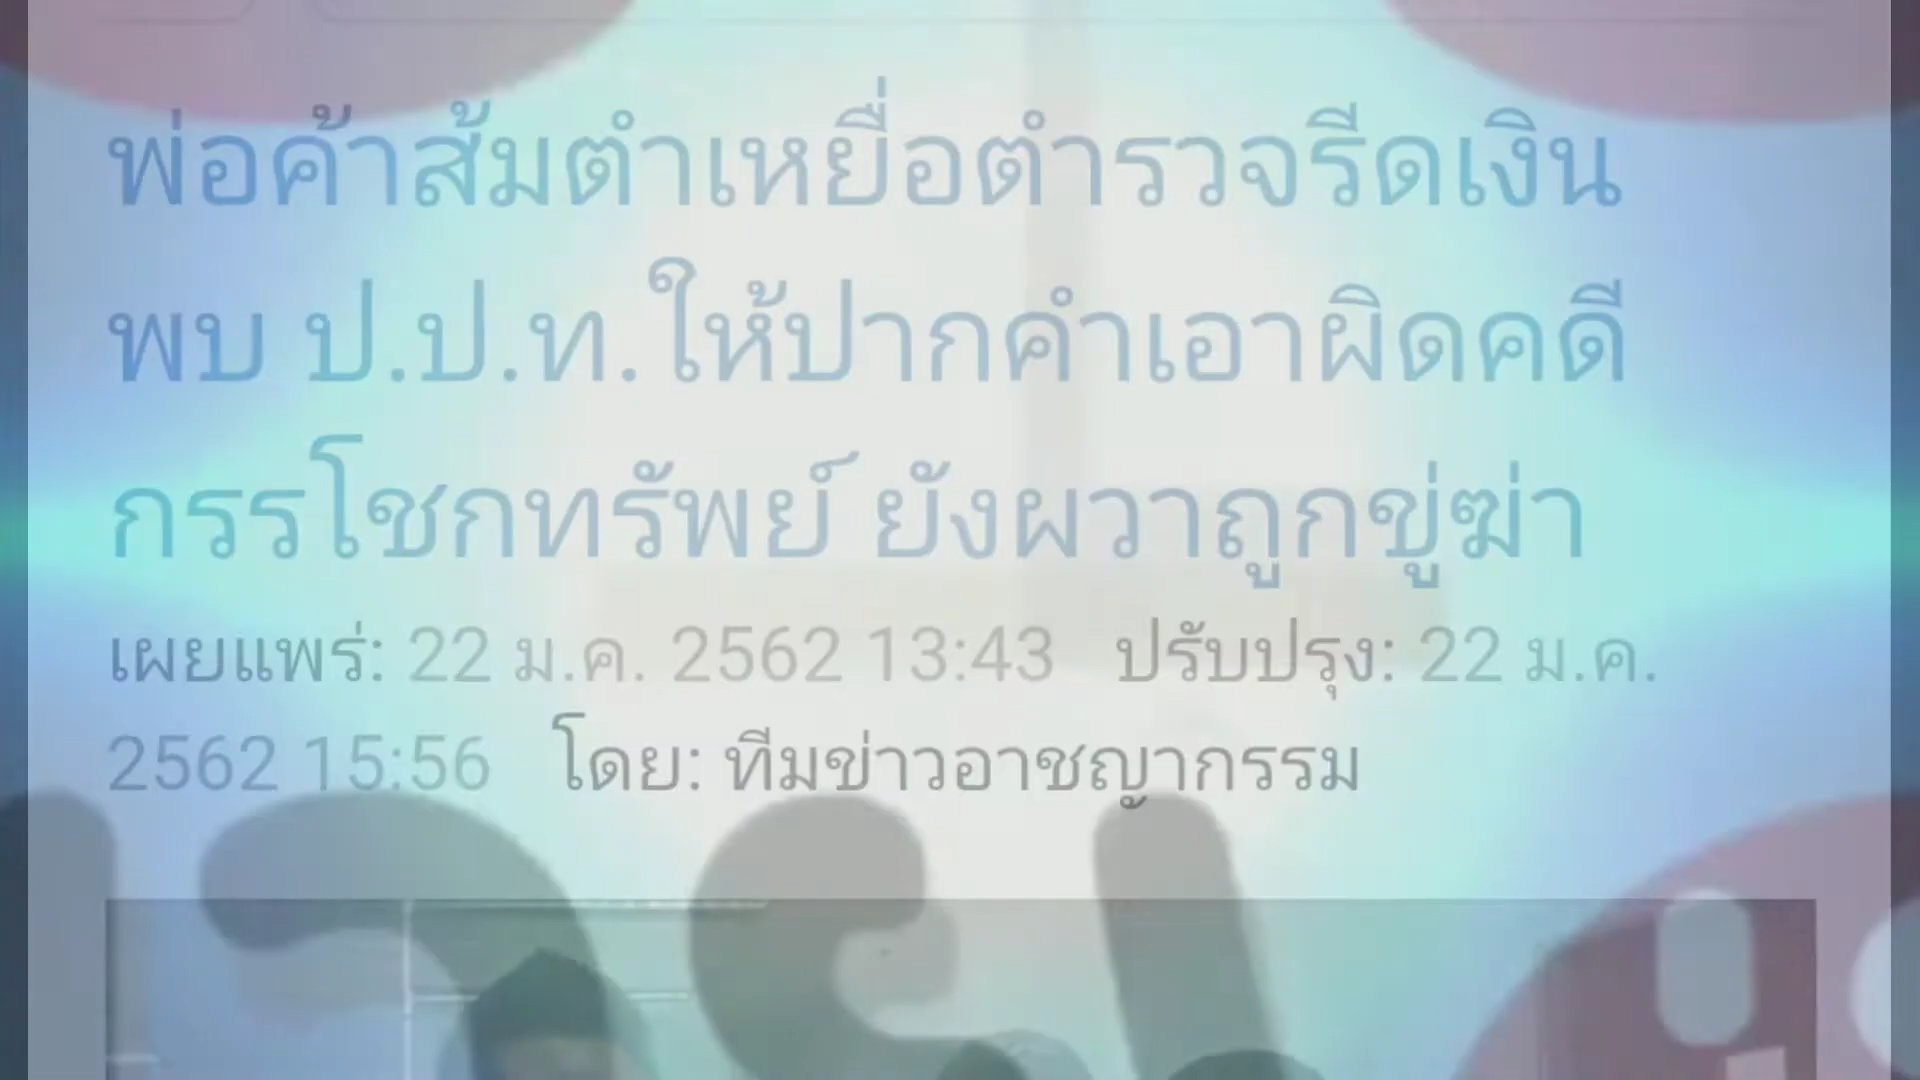 พ่อค้าส้มตำเหยื่อตำรวจรีดเงิน
พบ ป.ป.ท.ให้ปากคำเอาผิดคดี
กรรโชกทรัพย์ ยังผวาถูกขู่ฆ่า
เผยแพร่: 22 ม.ค. 2562 13:43 ปรับปรุง: 22 ม.ค.
2562 15:56 โดย: ทีมข่าวอาชญากรรม